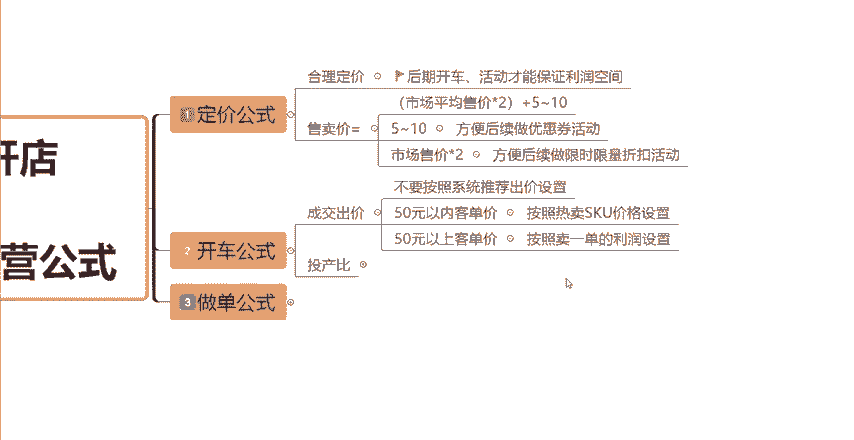 开店
营公式
1 定价公式
合理定价
后期开车、活动才能保证利润空间
售卖价=
（市场平均售价*2）+5~10
5~10
方便后续做优惠券活动
市场售价*2
方便后续做限时限量折扣活动
2 开车公式
成交出价
不要按照系统推荐出价设置
50元以内客单价
按照热卖SKU价格设置
50元以上客单价
按照卖一单的利润设置
投产比
3 做单公式